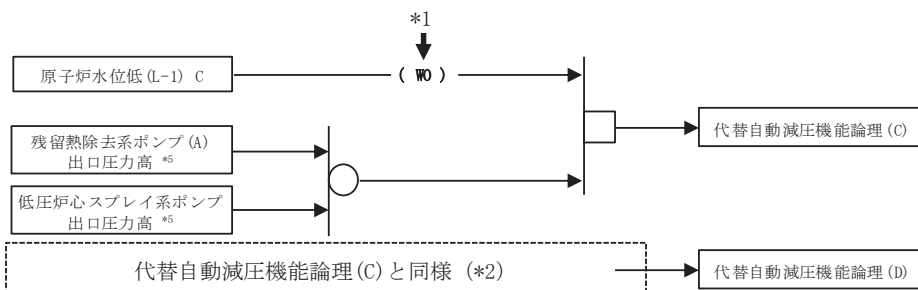 *1
原子炉水位低(L-1) C
( WO )
代替自動減圧機能論理(C)
残留熱除去系ポンプ(A)
出口圧力高 *5
低圧炉心スプレイ系ポンプ
出口圧力高 *5
代替自動減圧機能論理(C)と同様 (*2)
代替自動減圧機能論理(D)